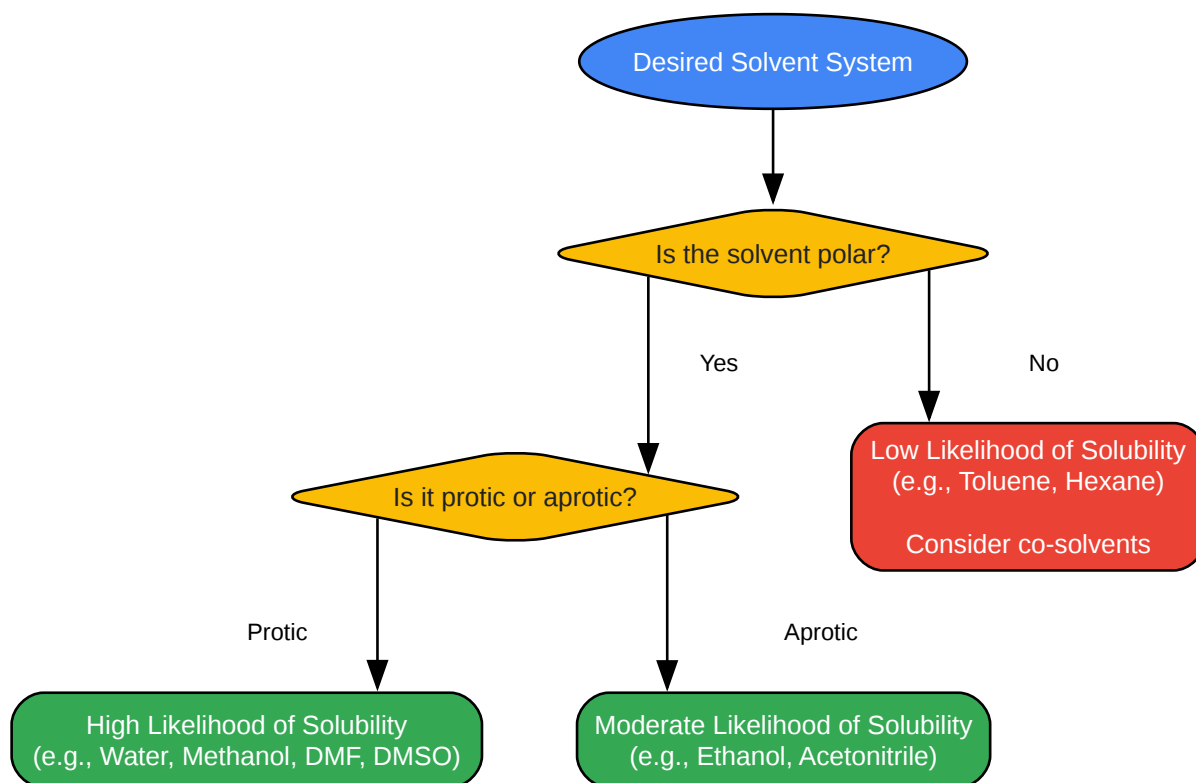 Desired Solvent System
Is the solvent polar?
Yes
No
Low Likelihood of Solubility
(e.g., Toluene, Hexane)
Consider co-solvents
Is it protic or aprotic?
Protic
Aprotic
High Likelihood of Solubility
(e.g., Water, Methanol, DMF, DMSO)
Moderate Likelihood of Solubility
(e.g., Ethanol, Acetonitrile)